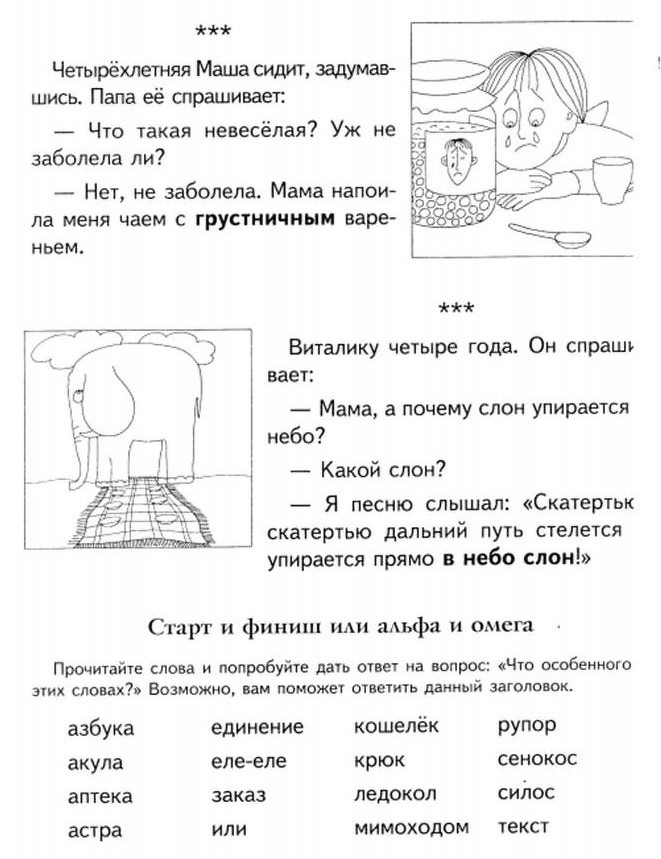 ***
Четырёхлетняя Маша сидит, задумав-
шись. Папа её спрашивает:
— Что такая невесёлая? Уж не
заболела ли?
— Нет, не заболела. Мама напои-
ла меня чаем с грустничным варе-
ньем.
***
Виталику четыре года. Он спраши
вает:
— Мама, а почему слон упирается
небо?
— Какой слон?
— Я песню слышал: «Скатертьк
скатертью дальний путь стелется
упирается прямо в небо слон!»
Старт и финиш или альфа и омега
Прочитайте слова и попробуйте дать ответ на вопрос: «Что особенного
этих словах?» Возможно, вам поможет ответить данный заголовок.
азбука единение кошелёк рупор
акула еле-еле крюк сенокос
аптека заказ ледокол силос
астра или мимоходом текст